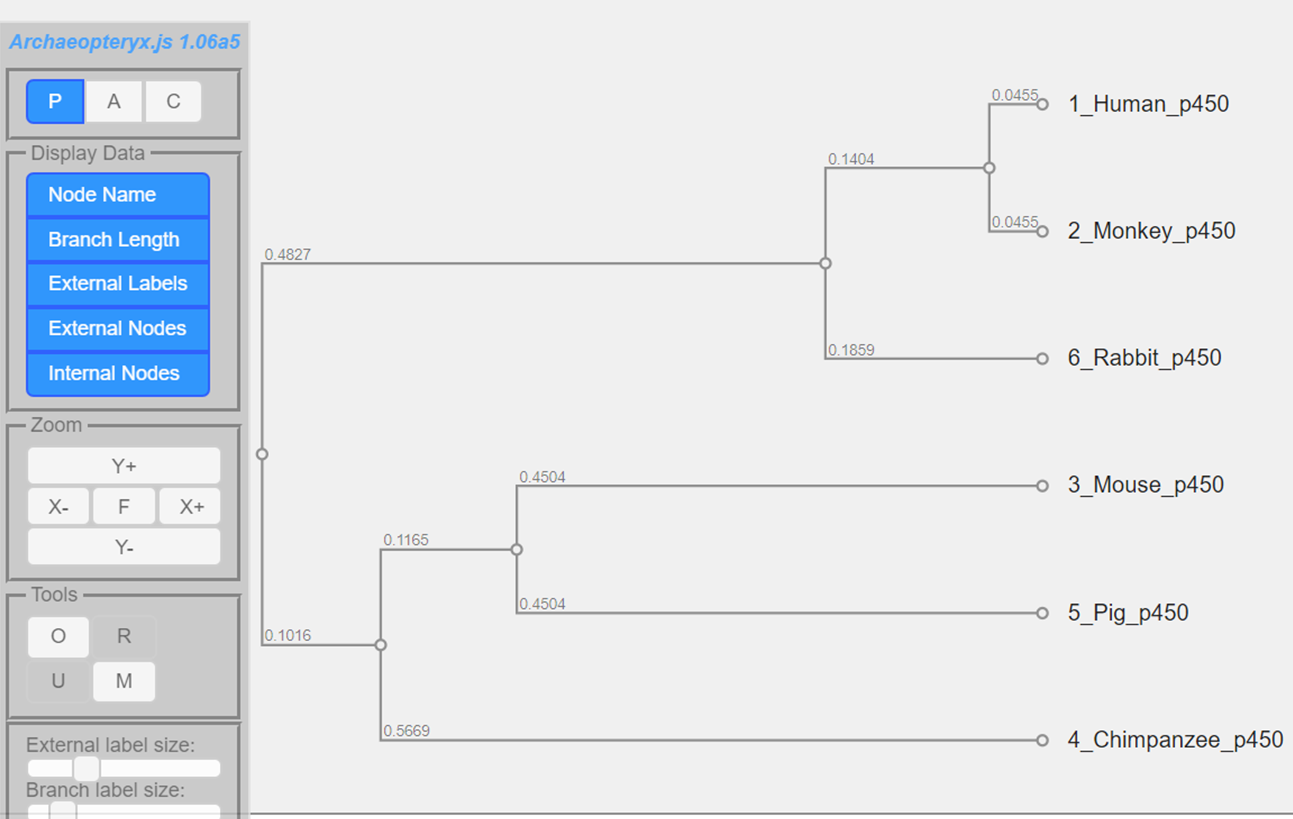 Archaeopteryx.js 1.06a5
P A C
Display Data
Node Name
Branch Length
External Labels
External Nodes
Internal Nodes
Zoom
Y+
X- F X+
Y-
Tools
O R
U M
External label size:
Branch label size:
0.0455
1_Human_p450
0.1404
0.0455
2_Monkey_p450
0.4827
0.1859
6_Rabbit_p450
0.4504
3_Mouse_p450
0.1165
0.4504
5_Pig_p450
0.1016
0.5669
4_Chimpanzee_p450